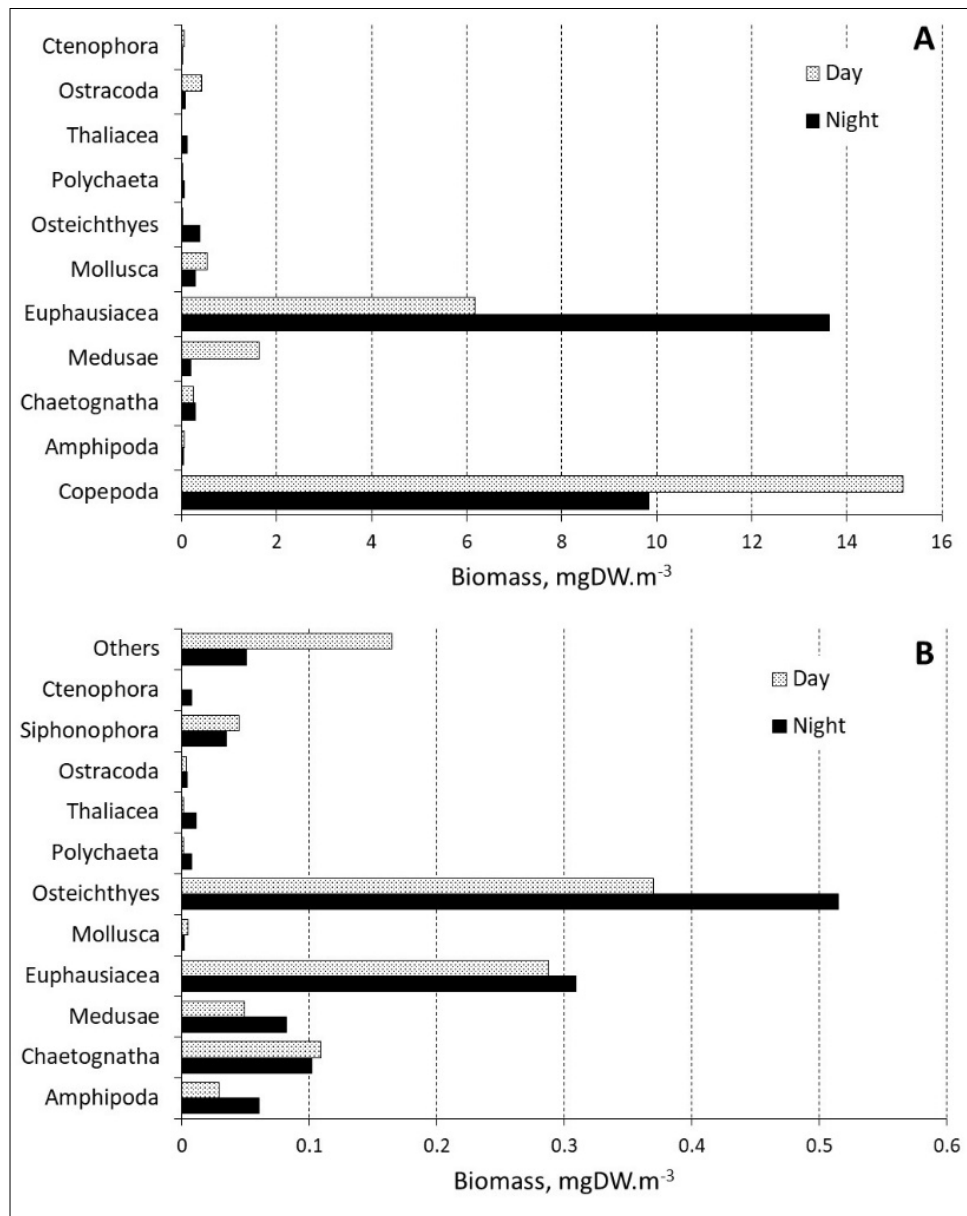 A
Day
Night
Ctenophora
Ostracoda
Thaliacea
Polychaeta
Osteichthyes
Mollusca
Euphausiacea
Medusae
Chaetognatha
Amphipoda
Copepoda
0 2 4 6 8 10 12 14 16
Biomass, mgDW.m⁻³
B
Day
Night
Others
Ctenophora
Siphonophora
Ostracoda
Thaliacea
Polychaeta
Osteichthyes
Mollusca
Euphausiacea
Medusae
Chaetognatha
Amphipoda
0 0.1 0.2 0.3 0.4 0.5 0.6
Biomass, mgDW.m⁻³